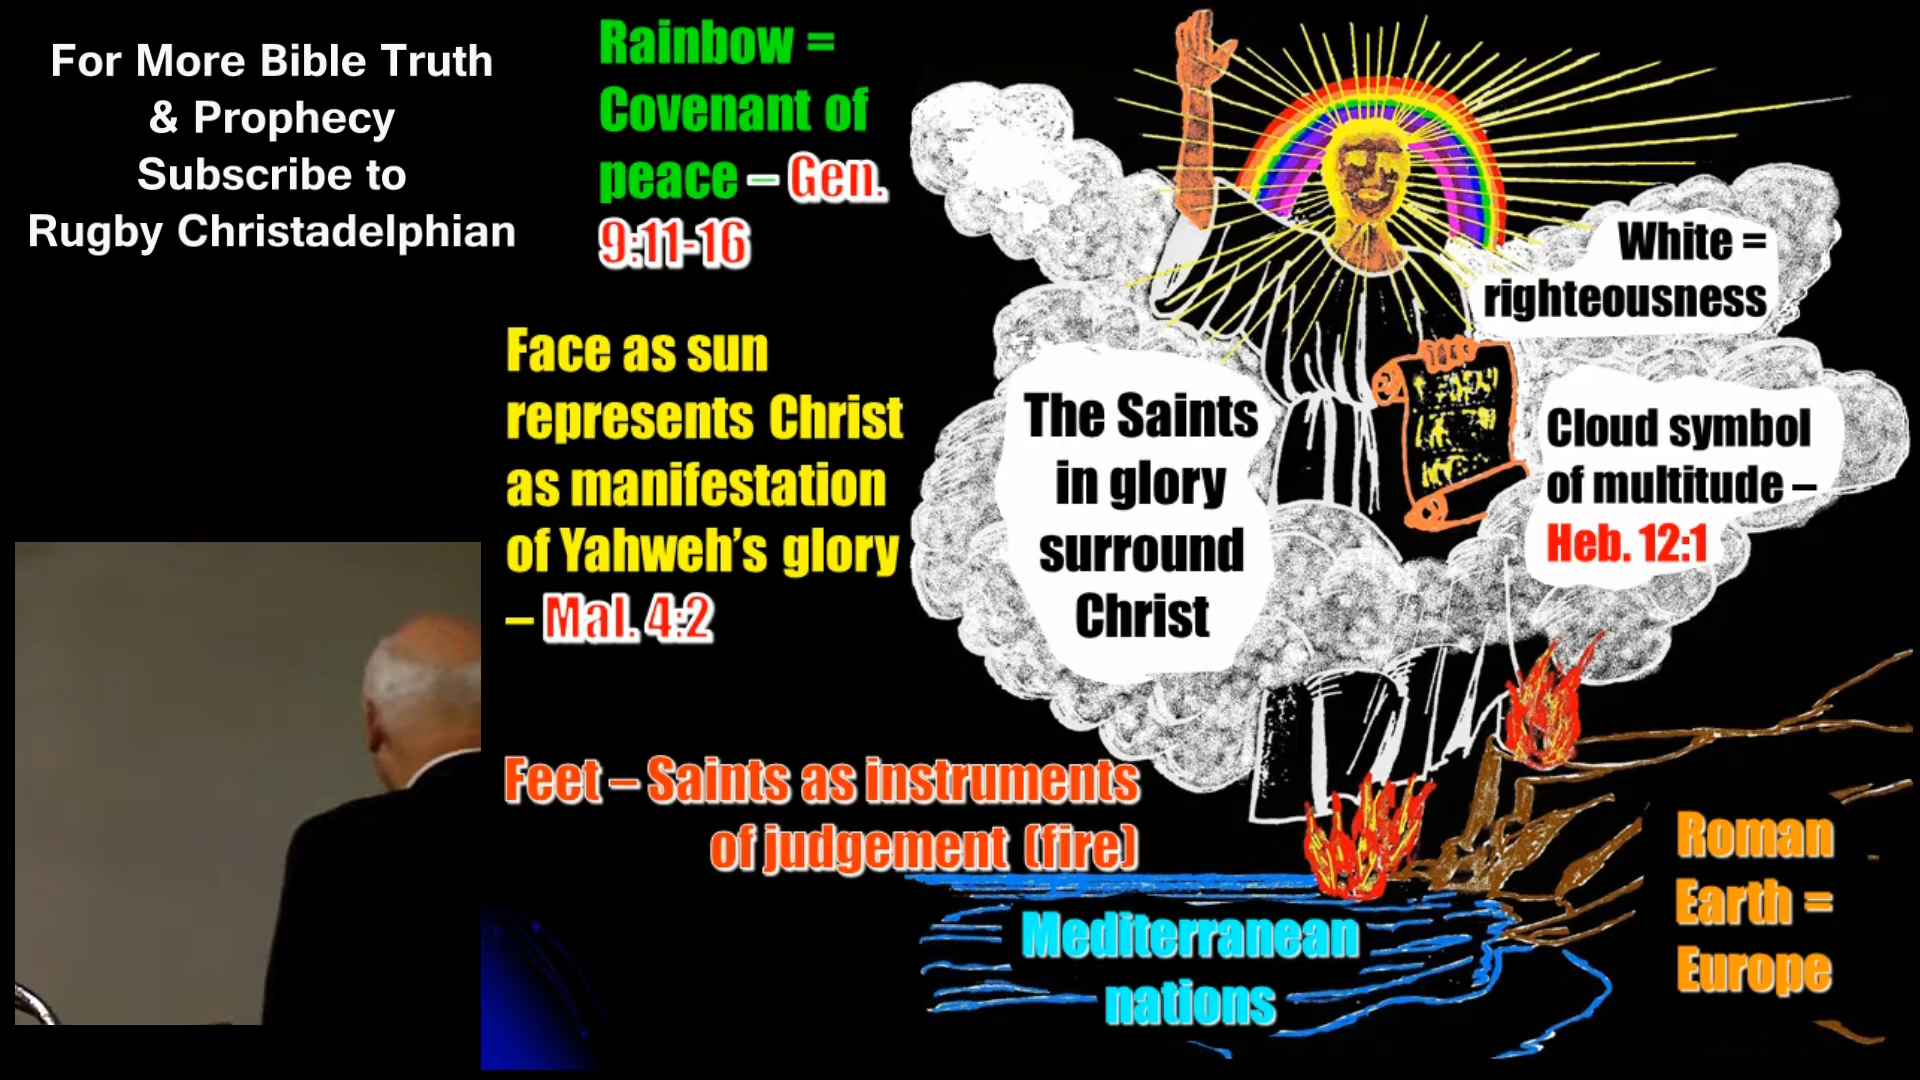 For More Bible Truth
& Prophecy
Subscribe to
Rugby Christadelphian
Rainbow =
Covenant of
peace – Gen.
9:11-16
Face as sun
represents Christ
as manifestation
of Yahweh’s glory
– Mal. 4:2
White =
righteousness
The Saints
in glory
surround
Christ
Cloud symbol
of multitude –
Heb. 12:1
Feet – Saints as instruments
of judgement (fire)
Mediterranean
nations
Roman
Earth =
Europe